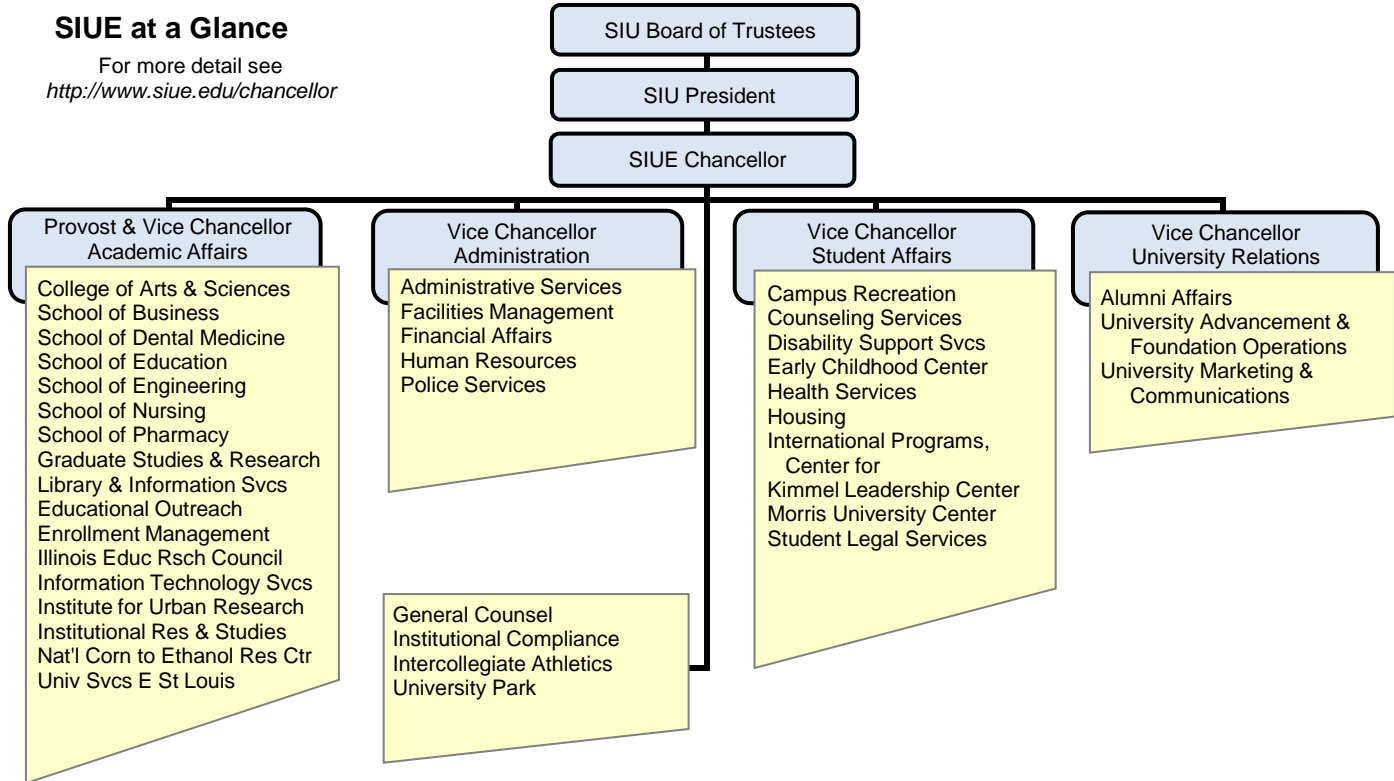 SIUE at a Glance
For more detail see
http://www.siue.edu/chancellor
SIU Board of Trustees
SIU President
SIUE Chancellor
Provost & Vice Chancellor
Academic Affairs
College of Arts & Sciences
School of Business
School of Dental Medicine
School of Education
School of Engineering
School of Nursing
School of Pharmacy
Graduate Studies & Research
Library & Information Svcs
Educational Outreach
Enrollment Management
Illinois Educ Rsch Council
Information Technology Svcs
Institute for Urban Research
Institutional Res & Studies
Nat'l Corn to Ethanol Res Ctr
Univ Svcs E St Louis
Vice Chancellor
Administration
Administrative Services
Facilities Management
Financial Affairs
Human Resources
Police Services
General Counsel
Institutional Compliance
Intercollegiate Athletics
University Park
Vice Chancellor
Student Affairs
Campus Recreation
Counseling Services
Disability Support Svcs
Early Childhood Center
Health Services
Housing
International Programs,
Center for
Kimmel Leadership Center
Morris University Center
Student Legal Services
Vice Chancellor
University Relations
Alumni Affairs
University Advancement &
Foundation Operations
University Marketing &
Communications